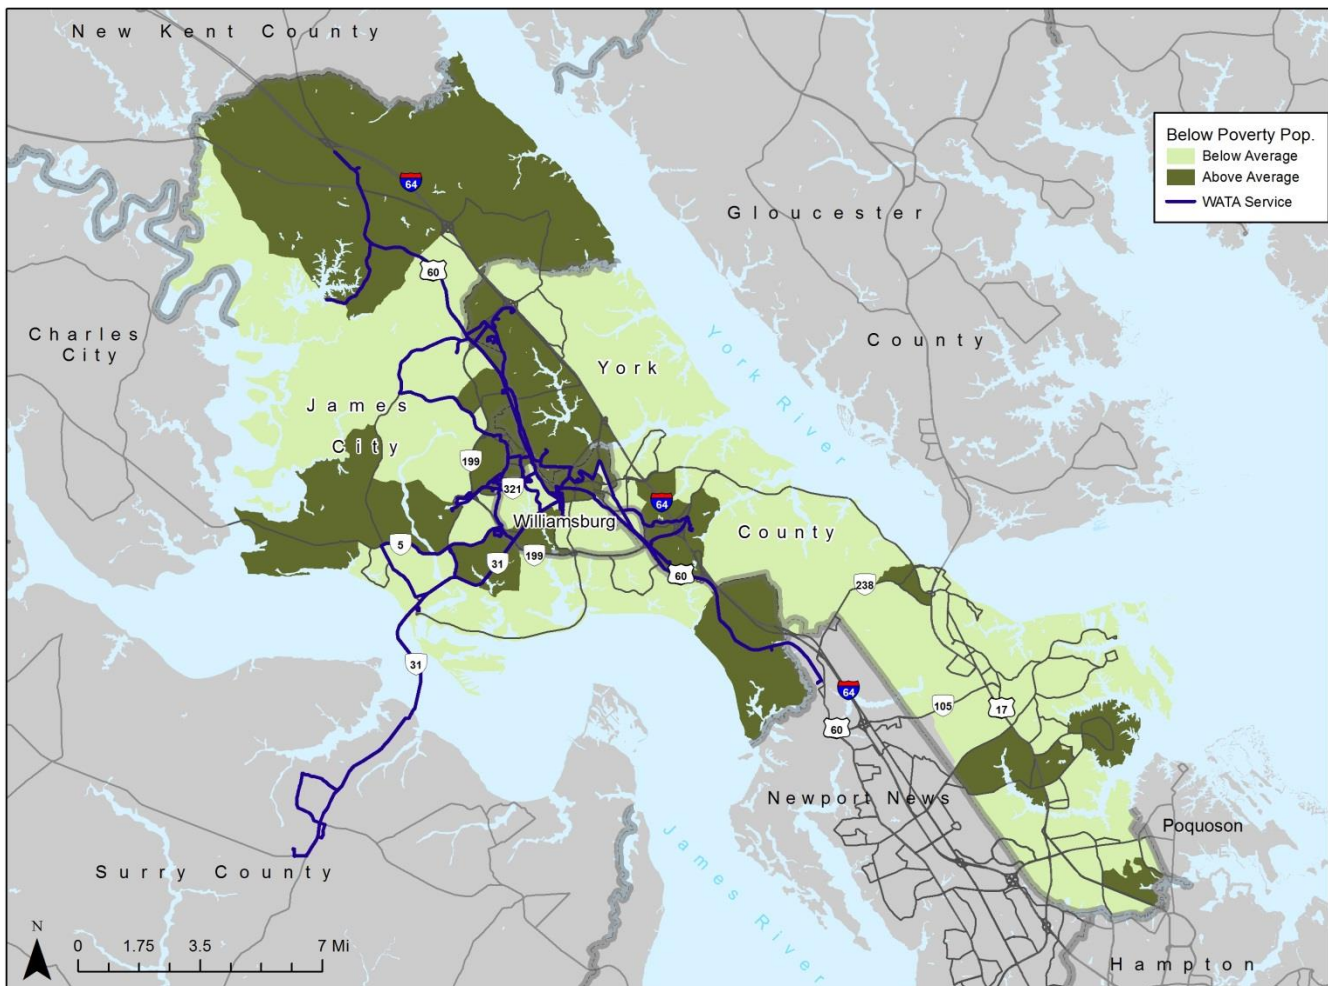 New Kent County
Below Poverty Pop.
Below Average
Above Average
WATA Service
64
Gloucester
60
Charles
City
York River
County
York
James
City
199
321
64
Williamsburg
County
5
31
199
60
238
31
64
105
17
60
Newport News
Poquoson
Surry County
James River
N
0 1.75 3.5 7 Mi
Hampton